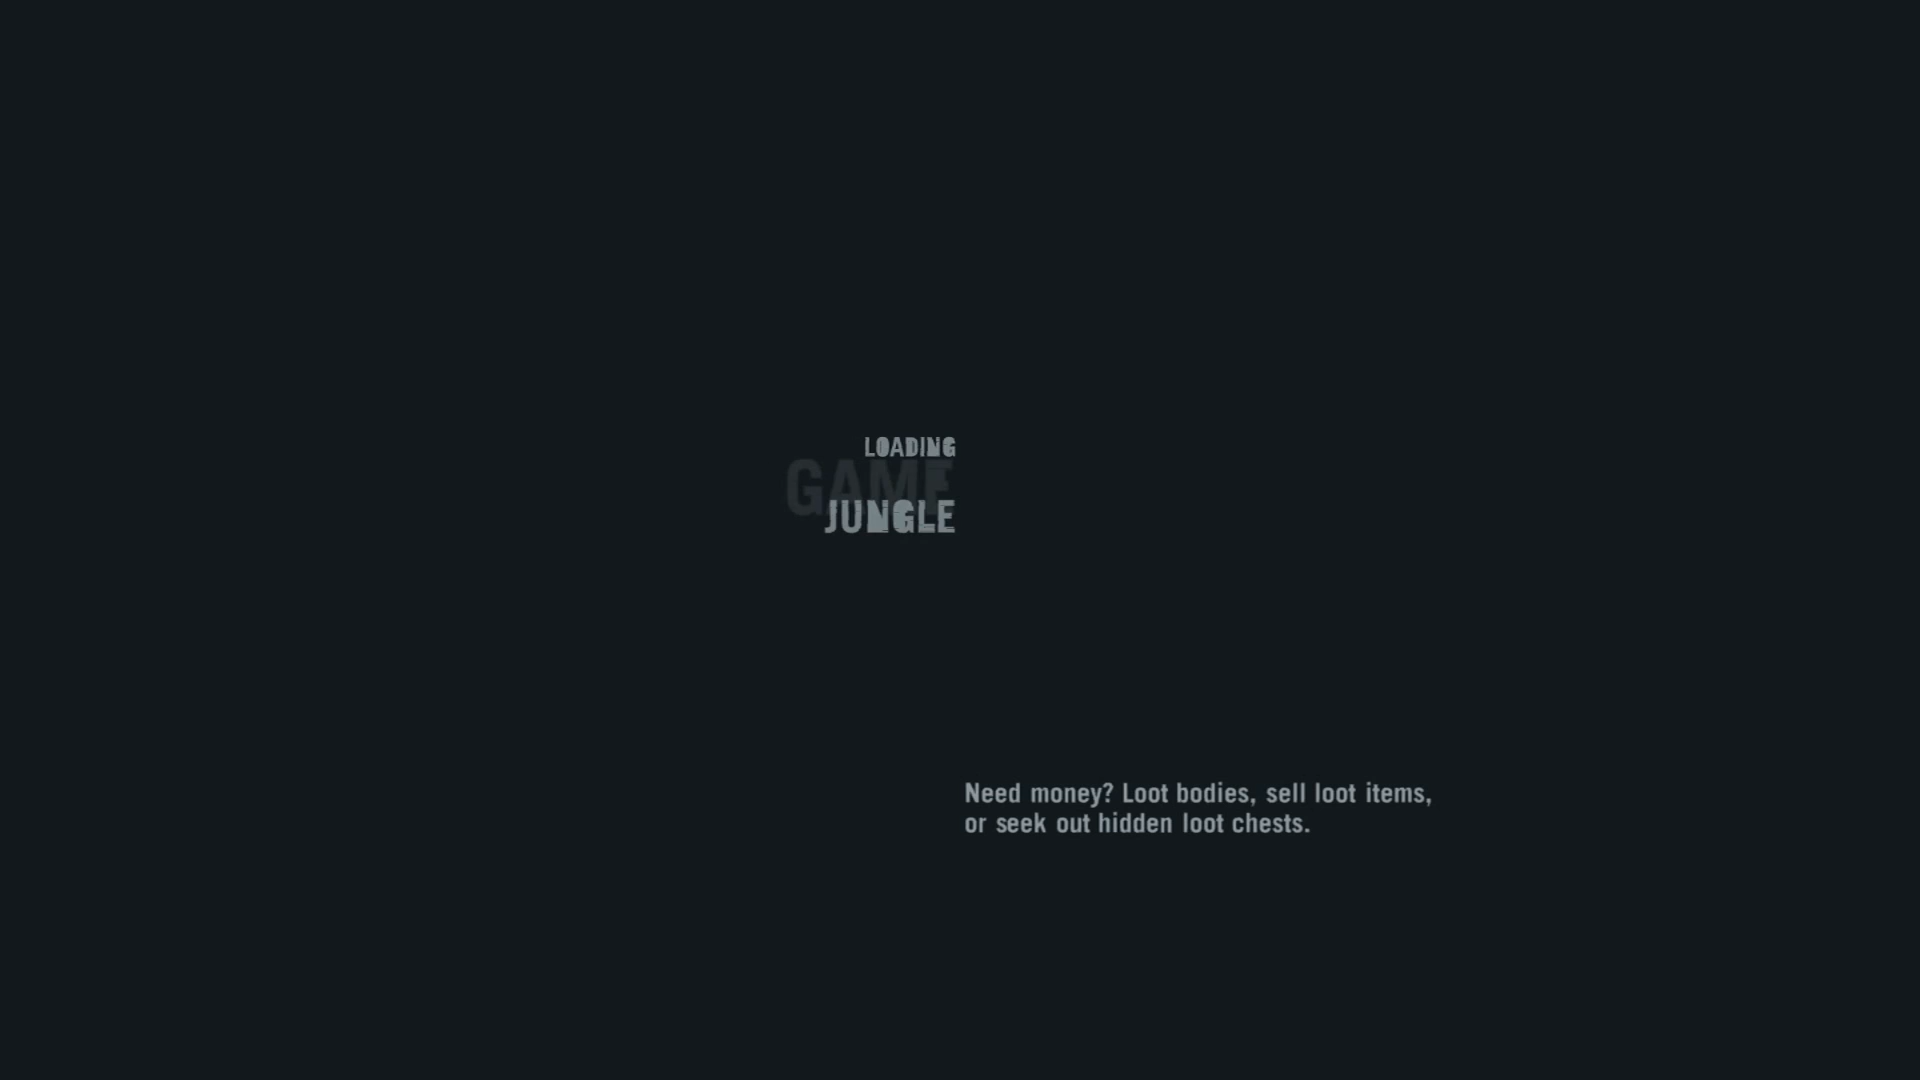 LOADING
GAME
JUNGLE
Need money? Loot bodies, sell loot items,
or seek out hidden loot chests.